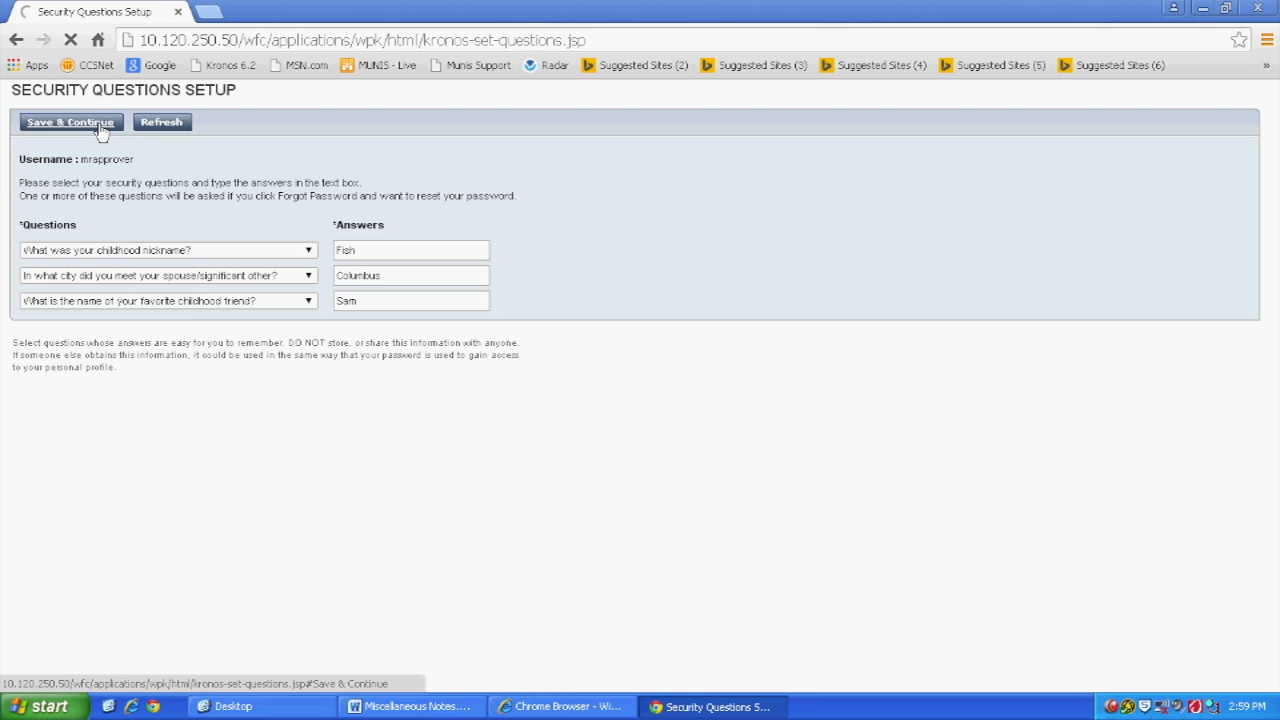 Security Questions Setup
10.120.250.50/wfc/applications/wpk/html/kronos-set-questions.jsp
Apps CCSNet Google Kronos 6.2 MSN.com MUNIS - Live Munis Support Radar Suggested Sites (2) Suggested Sites (3) Suggested Sites (4) Suggested Sites (5) Suggested Sites (6) »
SECURITY QUESTIONS SETUP
Save & Continue Refresh
Username : mrapprover
Please select your security questions and type the answers in the text box.
One or more of these questions will be asked if you click Forgot Password and want to reset your password.
*Questions *Answers
What was your childhood nickname? Fish
In what city did you meet your spouse/significant other? Columbus
What is the name of your favorite childhood friend? Sam
Select questions whose answers are easy for you to remember. DO NOT store, or share this information with anyone.
If someone else obtains this information, it could be used in the same way that your password is used to gain access
to your personal profile.
10.120.250.50/wfc/applications/wpk/html/kronos-set-questions.jsp#Save & Continue
start Desktop Miscellaneous Notes.... Chrome Browser - Wi... Security Questions S... 2:59 PM